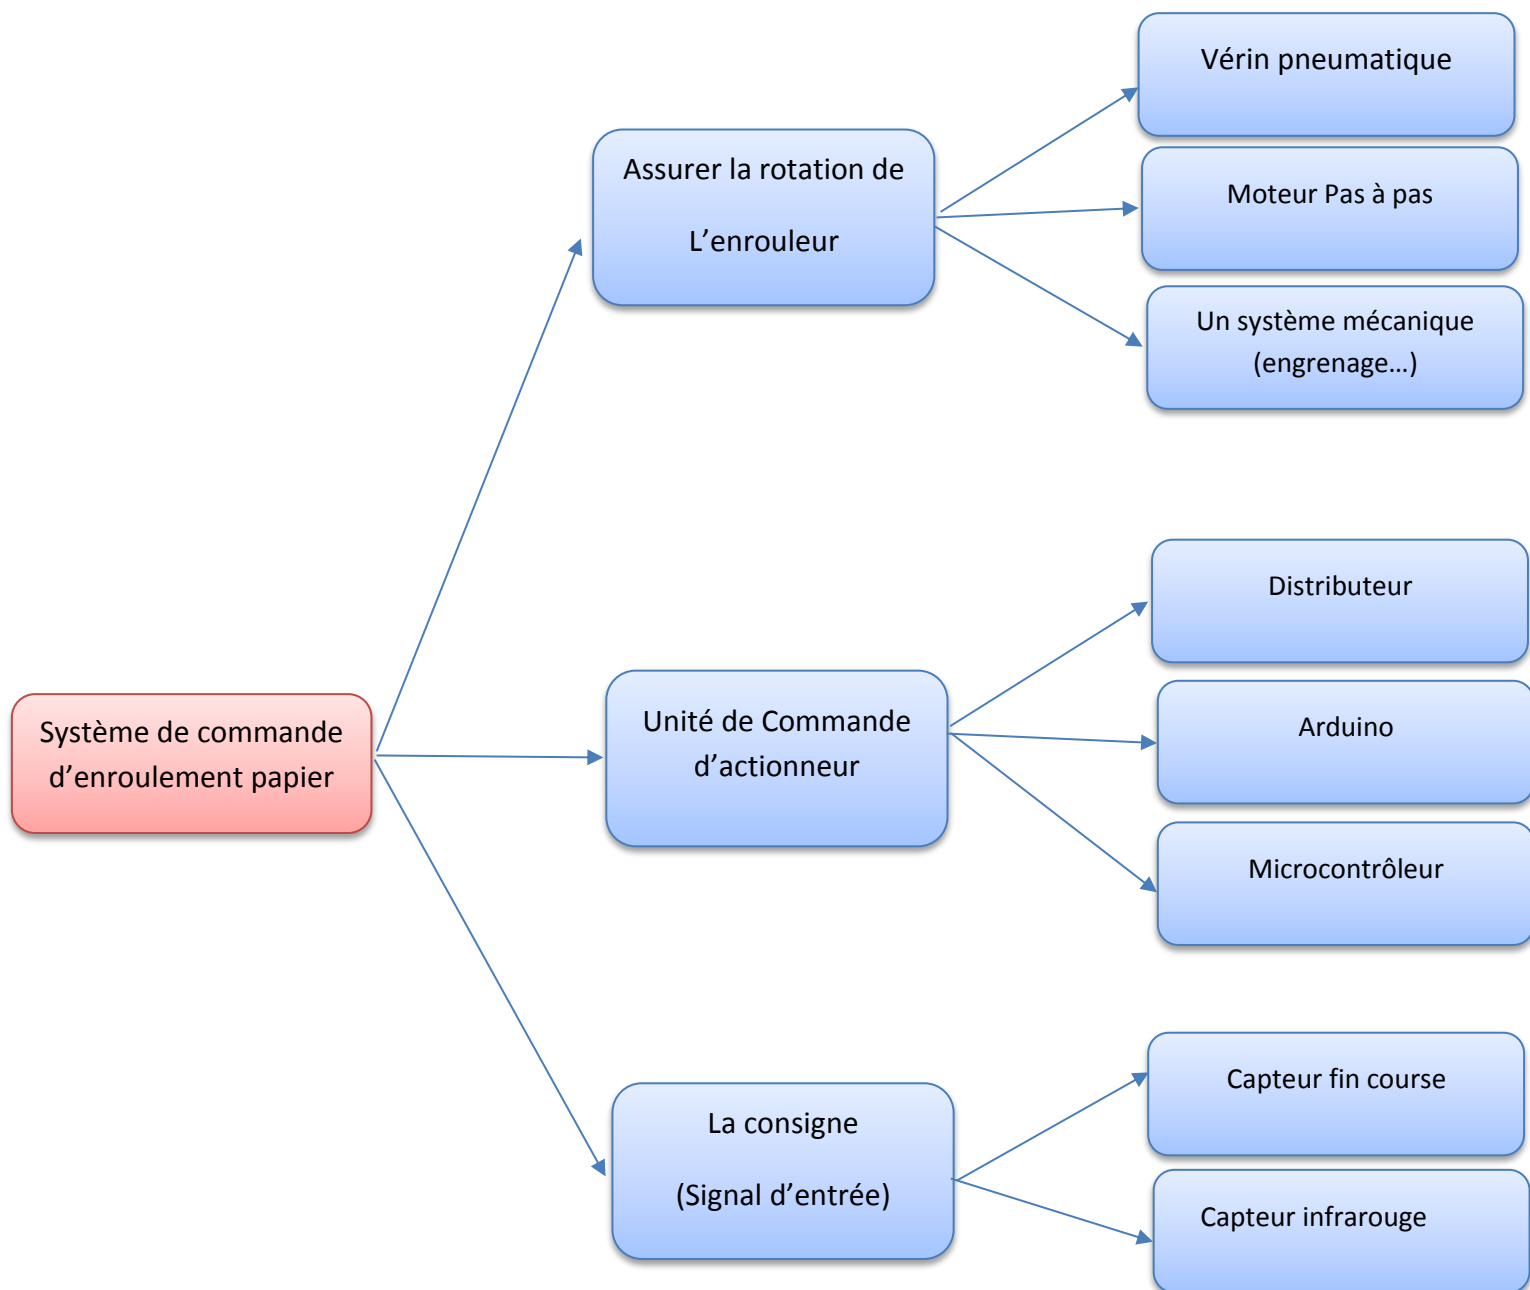 Vérin pneumatique
Assurer la rotation de
L’enrouleur
Moteur Pas à pas
Un système mécanique
(engrenage…)
Système de commande
d’enroulement papier
Unité de Commande
d’actionneur
Distributeur
Arduino
Microcontrôleur
La consigne
(Signal d’entrée)
Capteur fin course
Capteur infrarouge